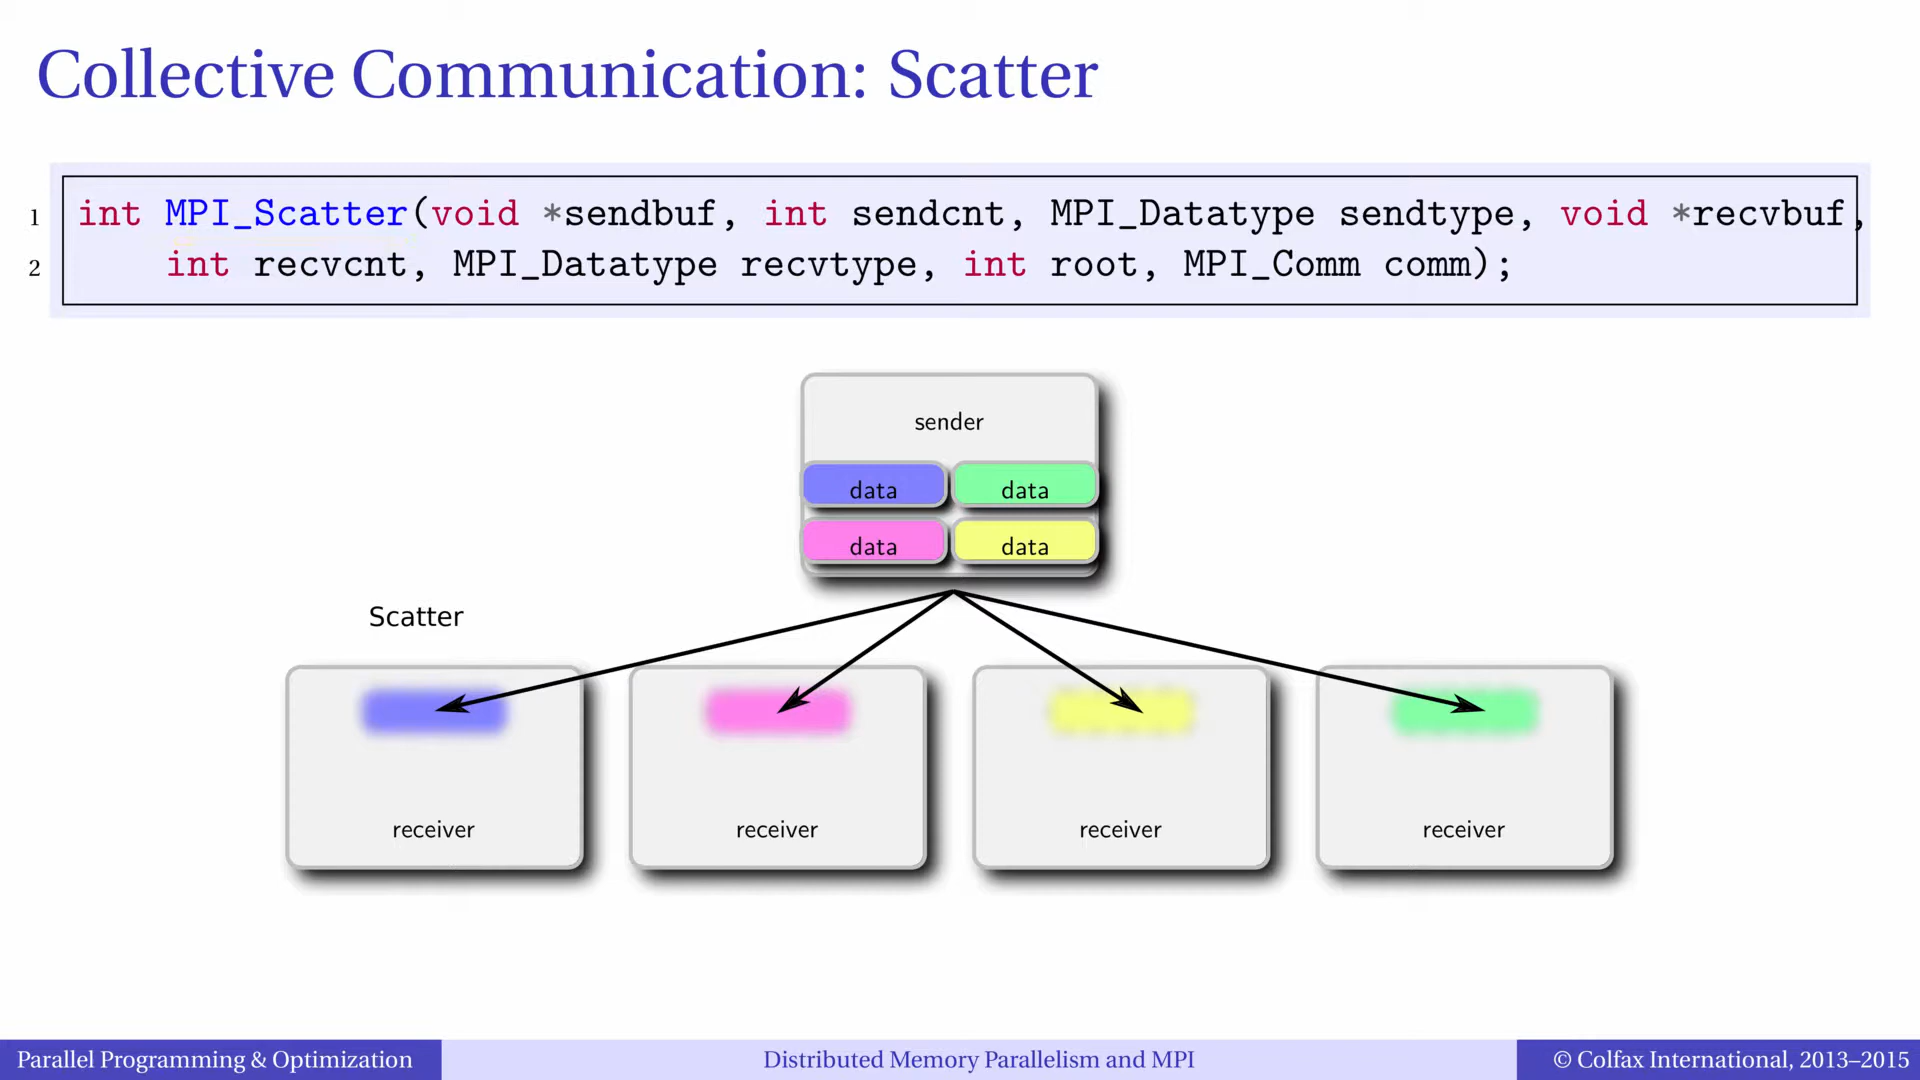 Collective Communication: Scatter
1 int MPI_Scatter(void *sendbuf, int sendcnt, MPI_Datatype sendtype, void *recvbuf,
2 int recvcnt, MPI_Datatype recvtype, int root, MPI_Comm comm);
sender
data data
data data
Scatter
receiver receiver receiver receiver
Parallel Programming & Optimization Distributed Memory Parallelism and MPI © Colfax International, 2013–2015